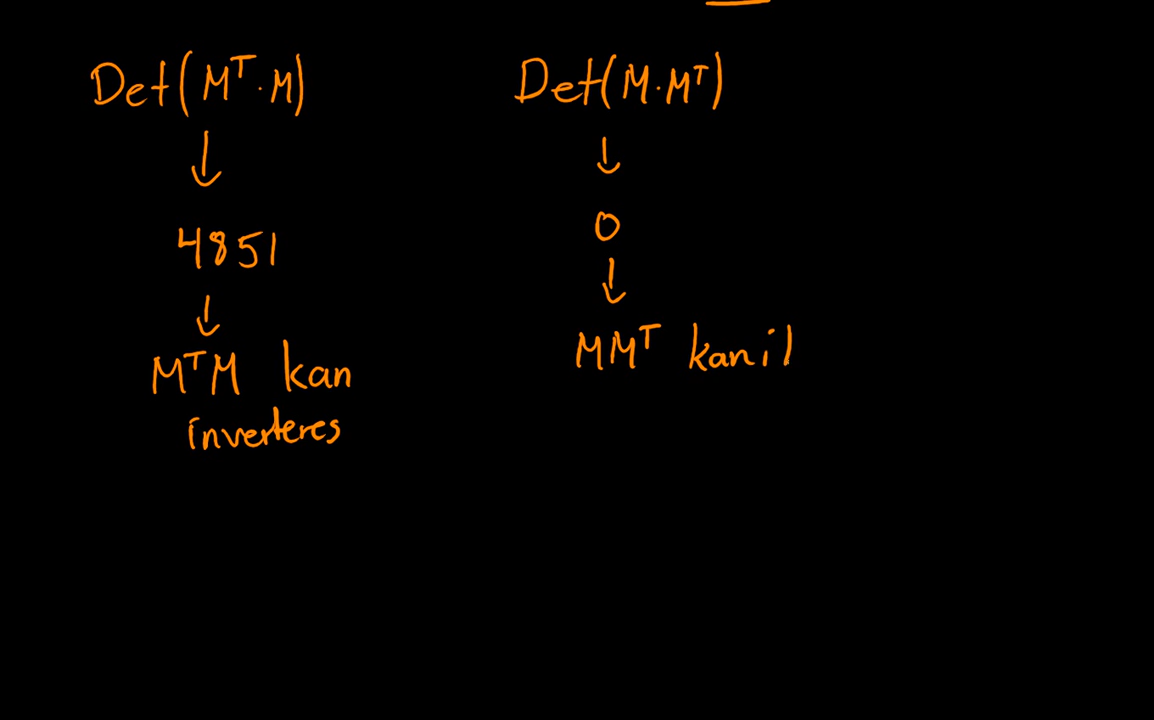 Det(Mᵀ·M)
↓
4851
↓
MᵀM kan
inverteres
Det(M·Mᵀ)
↓
0
↓
MMᵀ kan il